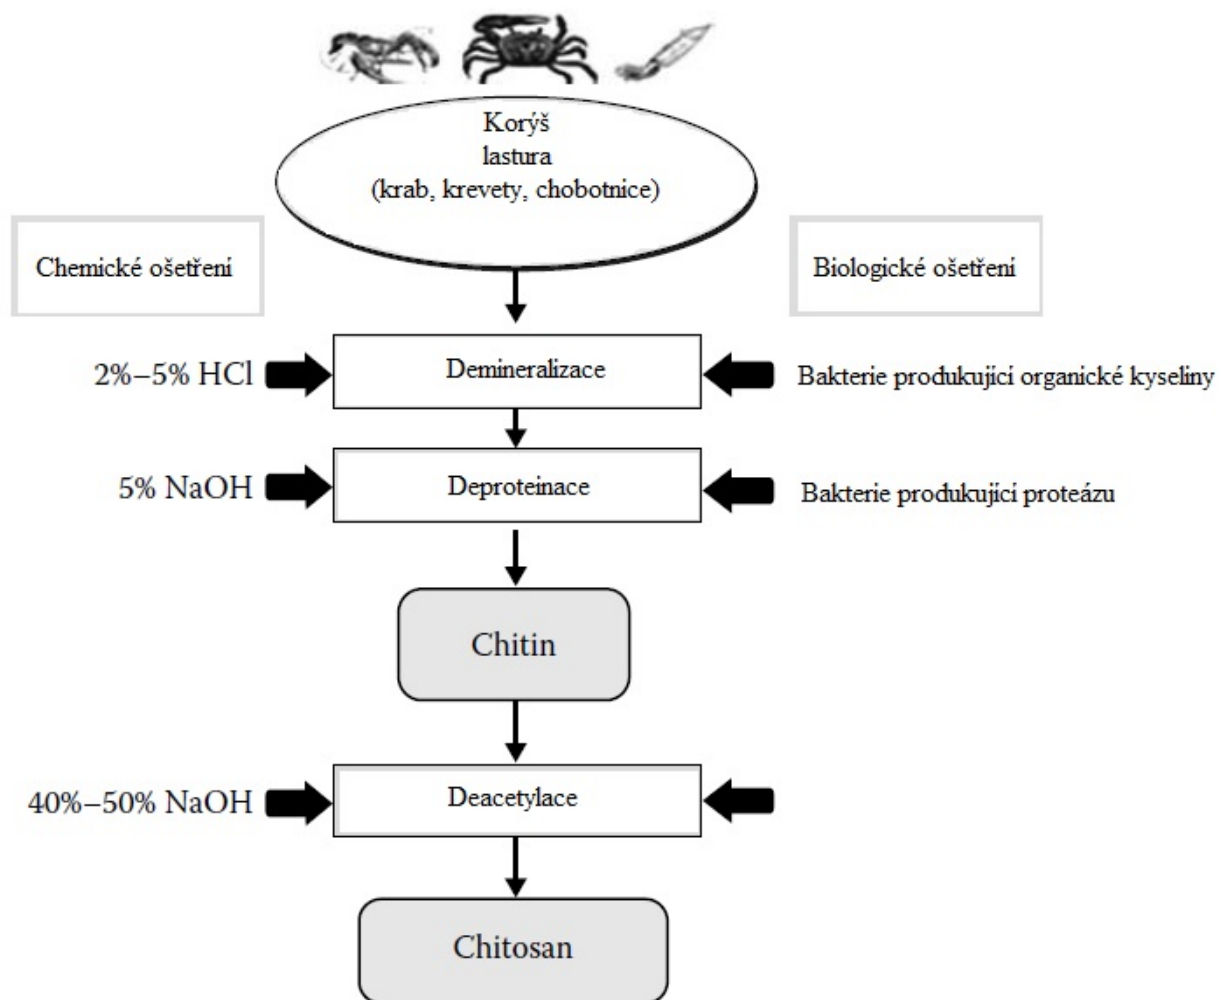 Korýš
lastura
(krab, krevety, chobotnice)
Chemické ošetření
Biologické ošetření
2%–5% HCl
Demineralizace
Bakterie produkující organické kyseliny
5% NaOH
Deproteinace
Bakterie produkující proteázu
Chitin
40%–50% NaOH
Deacetylace
Chitosan